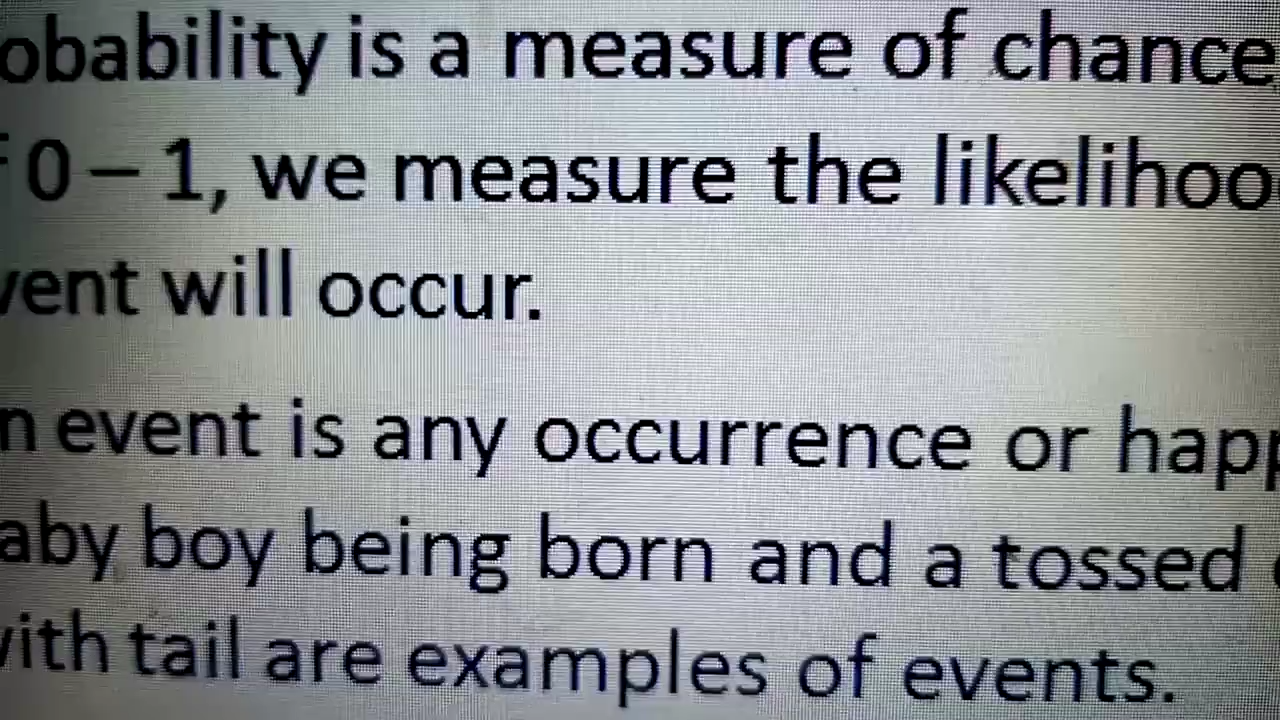 obability is a measure of chance
0 – 1, we measure the likelihoo
vent will occur.
n event is any occurrence or happ
aby boy being born and a tossed
with tail are examples of events.